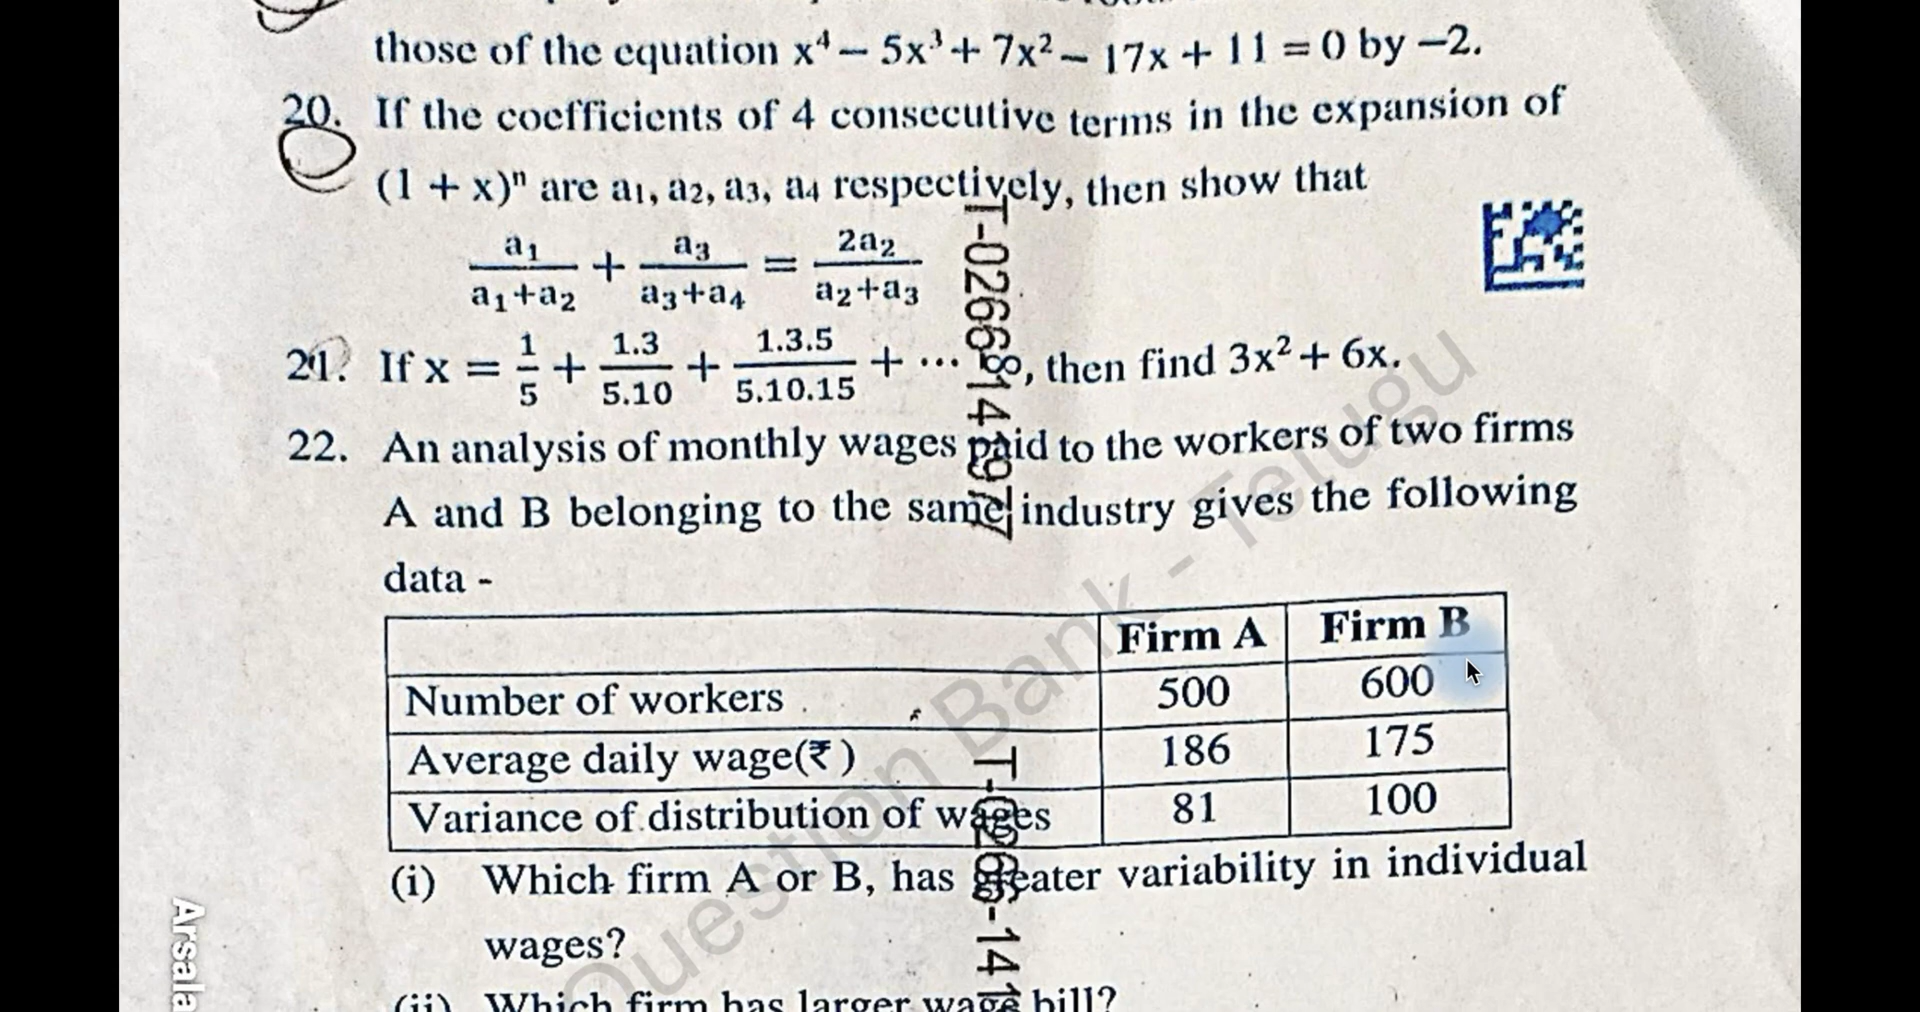 those of the equation x⁴ – 5x³ + 7x² – 17x + 11 = 0 by –2.
20. If the coefficients of 4 consecutive terms in the expansion of
(1 + x)ⁿ are a₁, a₂, a₃, a₄ respectively, then show that
a₁/(a₁+a₂) + a₃/(a₃+a₄) = 2a₂/(a₂+a₃)
21. If x = 1/5 + 1.3/5.10 + 1.3.5/5.10.15 + ... ∞, then find 3x² + 6x.
22. An analysis of monthly wages paid to the workers of two firms
A and B belonging to the same industry gives the following
data -
Firm A Firm B
Number of workers 500 600
Average daily wage(₹) 186 175
Variance of distribution of wages 81 100
(i) Which firm A or B, has greater variability in individual
wages?
(ii) Which firm has larger wage bill?
Question Bank - Telugu
Arsala